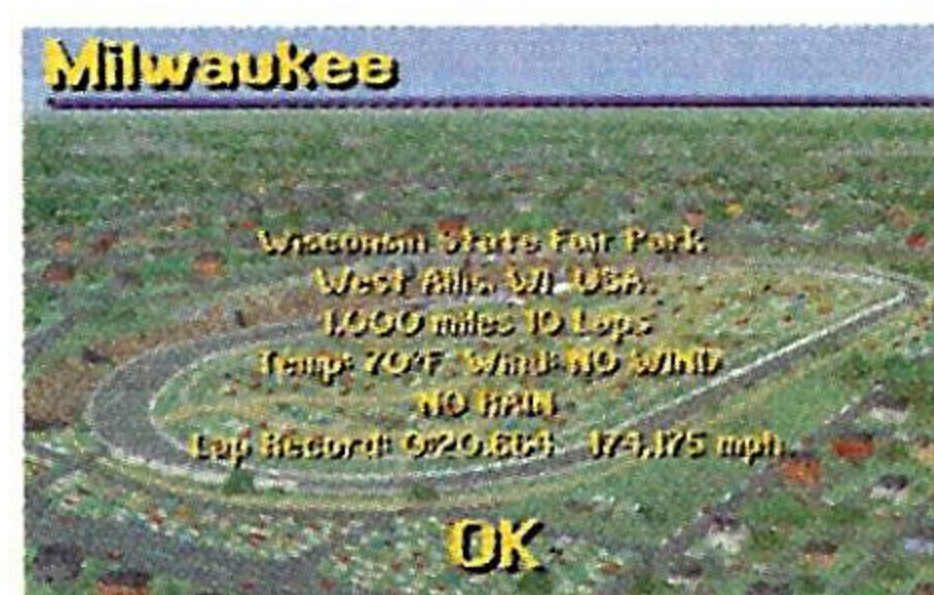 Milwaukee
Wisconsin State Fair Park
West Allis, WI USA
1.000 miles 10 Laps
Temp: 70°F Wind: NO WIND
NO RAIN
Lap Record: 0:20.664 174.175 mph
OK